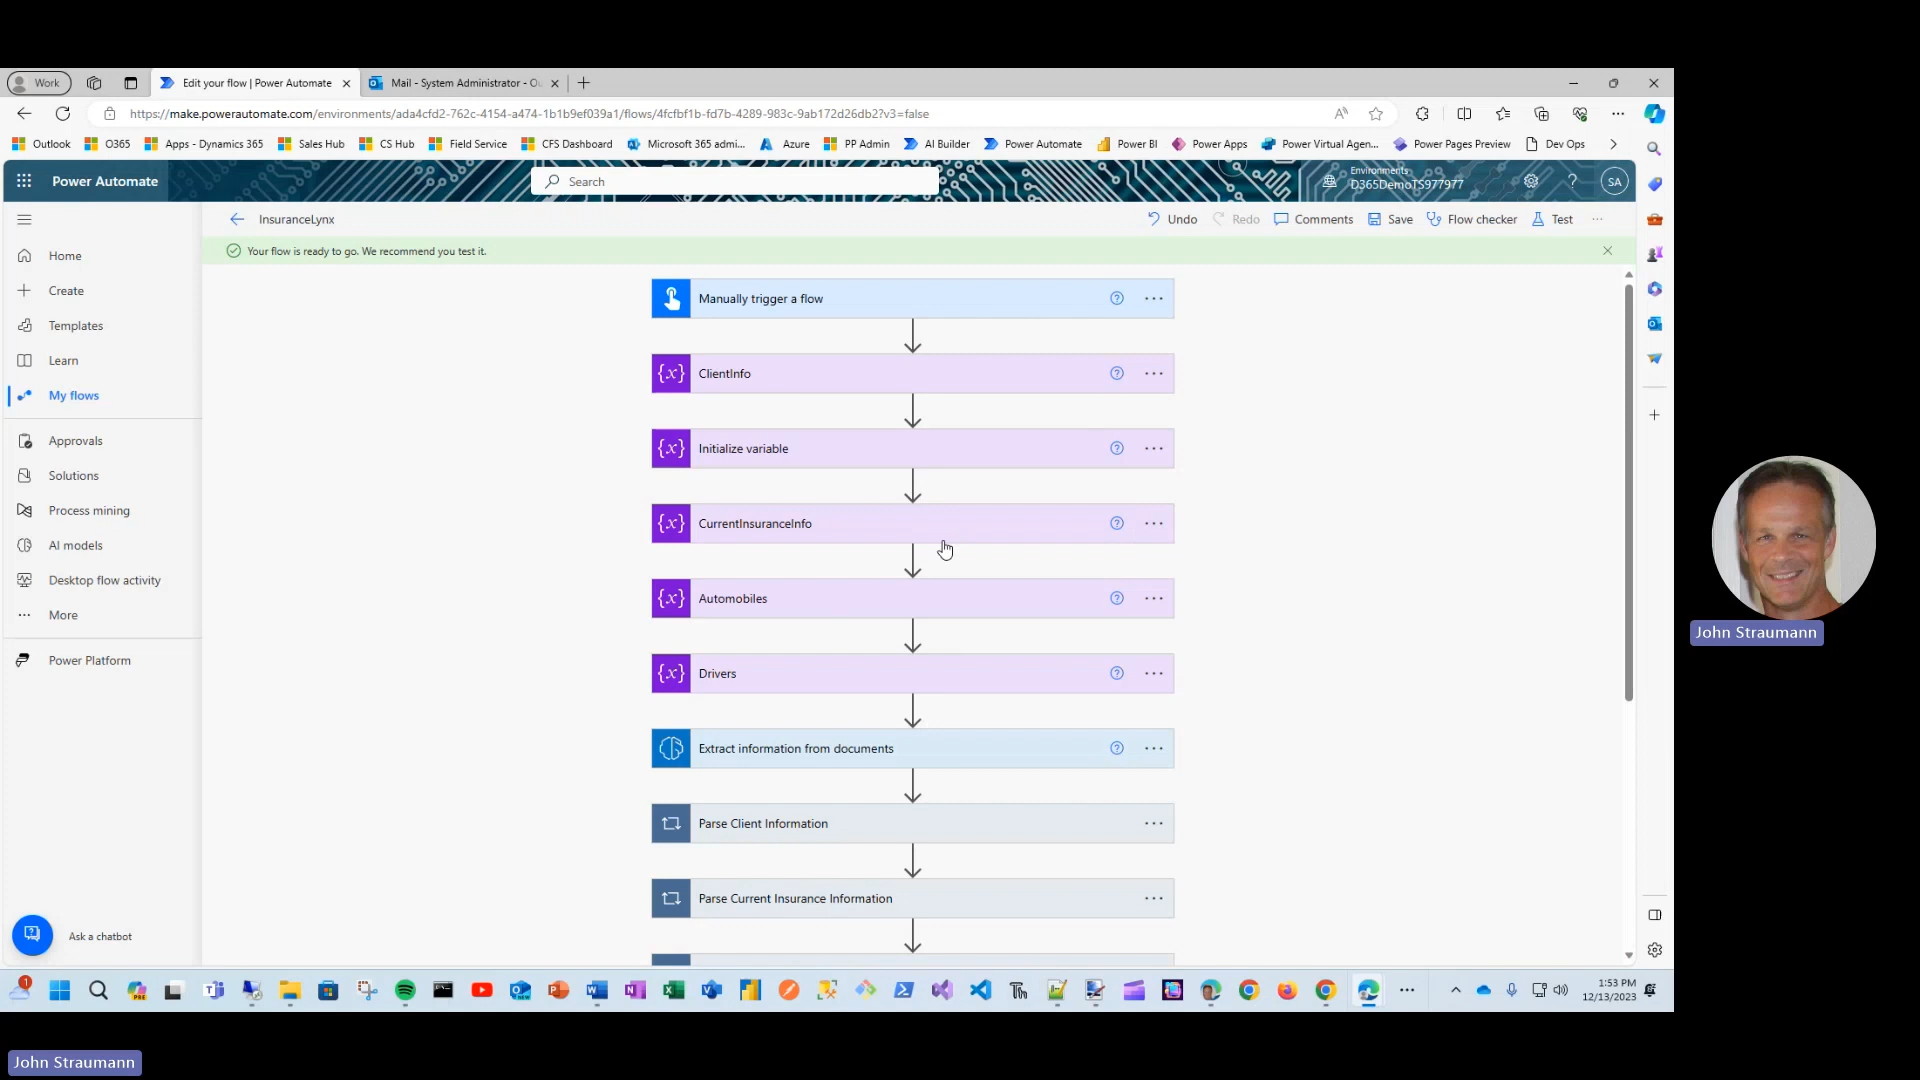 Work
Edit your flow | Power Automate
Mail - System Administrator - Ou
https://make.powerautomate.com/environments/ada4cfd2-762c-4154-a474-1b1b9ef039a1/flows/4fcfbf1b-fd7b-4289-983c-9ab172d26db2?v3=false
Outlook
O365
Apps - Dynamics 365
Sales Hub
CS Hub
Field Service
CFS Dashboard
Microsoft 365 admi...
Azure
PP Admin
AI Builder
Power Automate
Power BI
Power Apps
Power Virtual Agen...
Power Pages Preview
Dev Ops
Power Automate
Search
Environments
D365DemoTS977977
SA
InsuranceLynx
Undo
Redo
Comments
Save
Flow checker
Test
Your flow is ready to go. We recommend you test it.
Home
Create
Templates
Learn
My flows
Approvals
Solutions
Process mining
AI models
Desktop flow activity
More
Power Platform
Ask a chatbot
Manually trigger a flow
{x} ClientInfo
{x} Initialize variable
{x} CurrentInsuranceInfo
{x} Automobiles
{x} Drivers
Extract information from documents
Parse Client Information
Parse Current Insurance Information
John Straumann
1
PRE
1:53 PM
12/13/2023
John Straumann